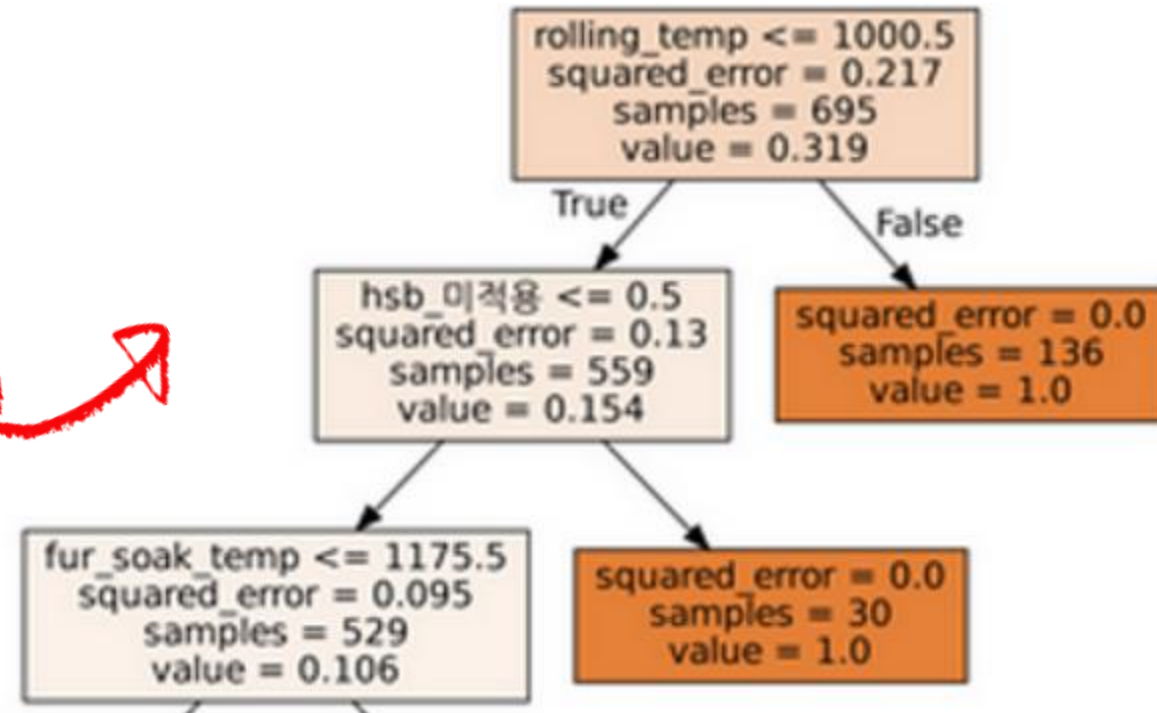 rolling_temp <= 1000.5
squared_error = 0.217
samples = 695
value = 0.319
True
False
hsb_미적용 <= 0.5
squared_error = 0.13
samples = 559
value = 0.154
squared_error = 0.0
samples = 136
value = 1.0
fur_soak_temp <= 1175.5
squared_error = 0.095
samples = 529
value = 0.106
squared_error = 0.0
samples = 30
value = 1.0